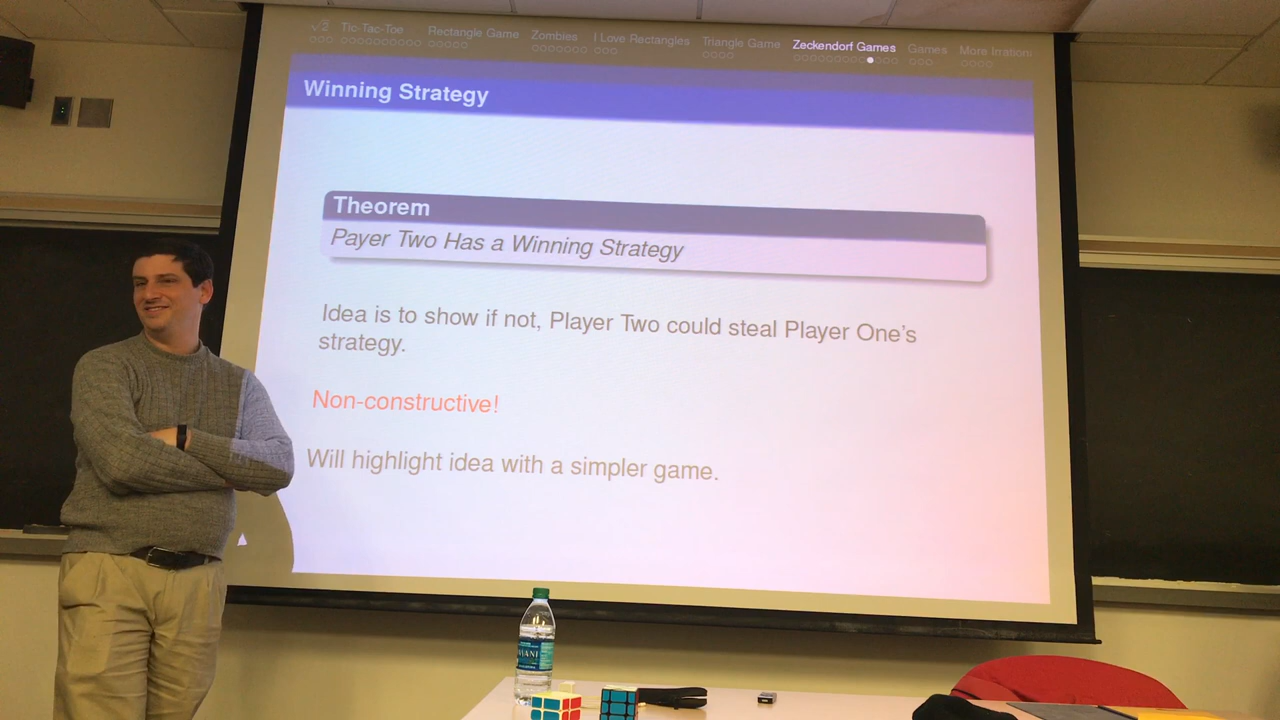 √2 Tic-Tac-Toe Rectangle Game Zombies I Love Rectangles Triangle Game Zeckendorf Games Games More Irrationals
Winning Strategy
Theorem
Payer Two Has a Winning Strategy
Idea is to show if not, Player Two could steal Player One's
strategy.
Non-constructive!
Will highlight idea with a simpler game.